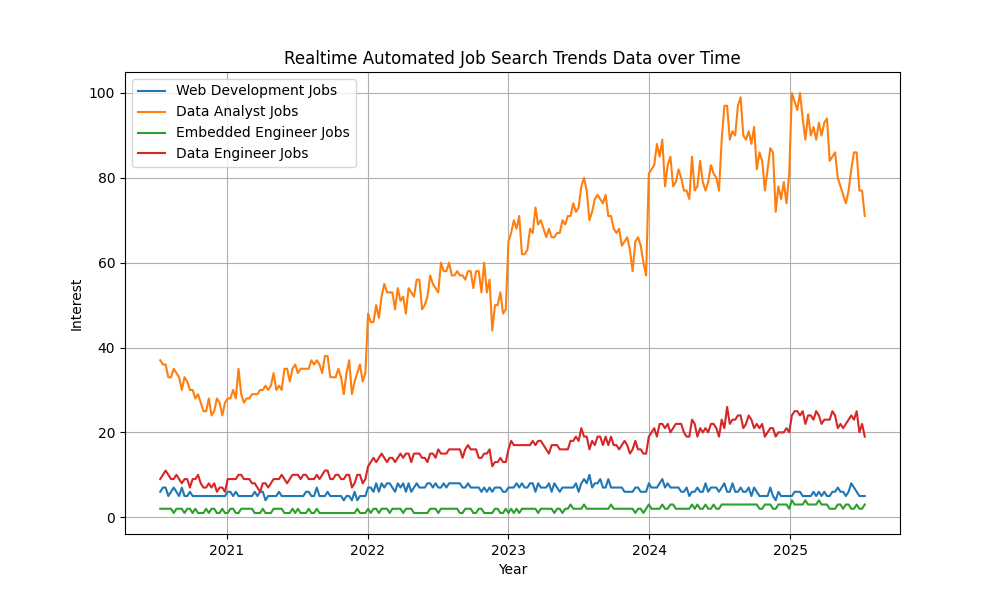 Realtime Automated Job Search Trends Data over Time
Web Development Jobs
Data Analyst Jobs
Embedded Engineer Jobs
Data Engineer Jobs
100
80
60
40
20
0
Interest
2021
2022
2023
2024
2025
Year